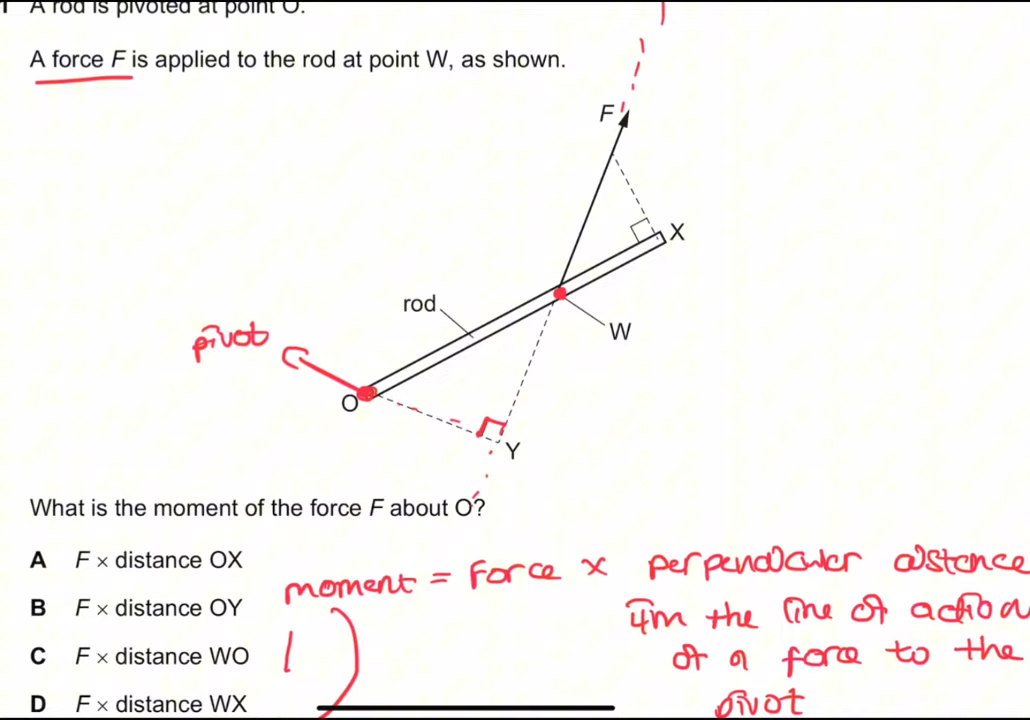 1 A rod is pivoted at point O.
A force F is applied to the rod at point W, as shown.
F
X
rod
W
pivot
O
Y
What is the moment of the force F about O?
A F × distance OX
B F × distance OY
C F × distance WO
D F × distance WX
moment = Force × perpendicular distance
the line of action
of a force to the
pivot